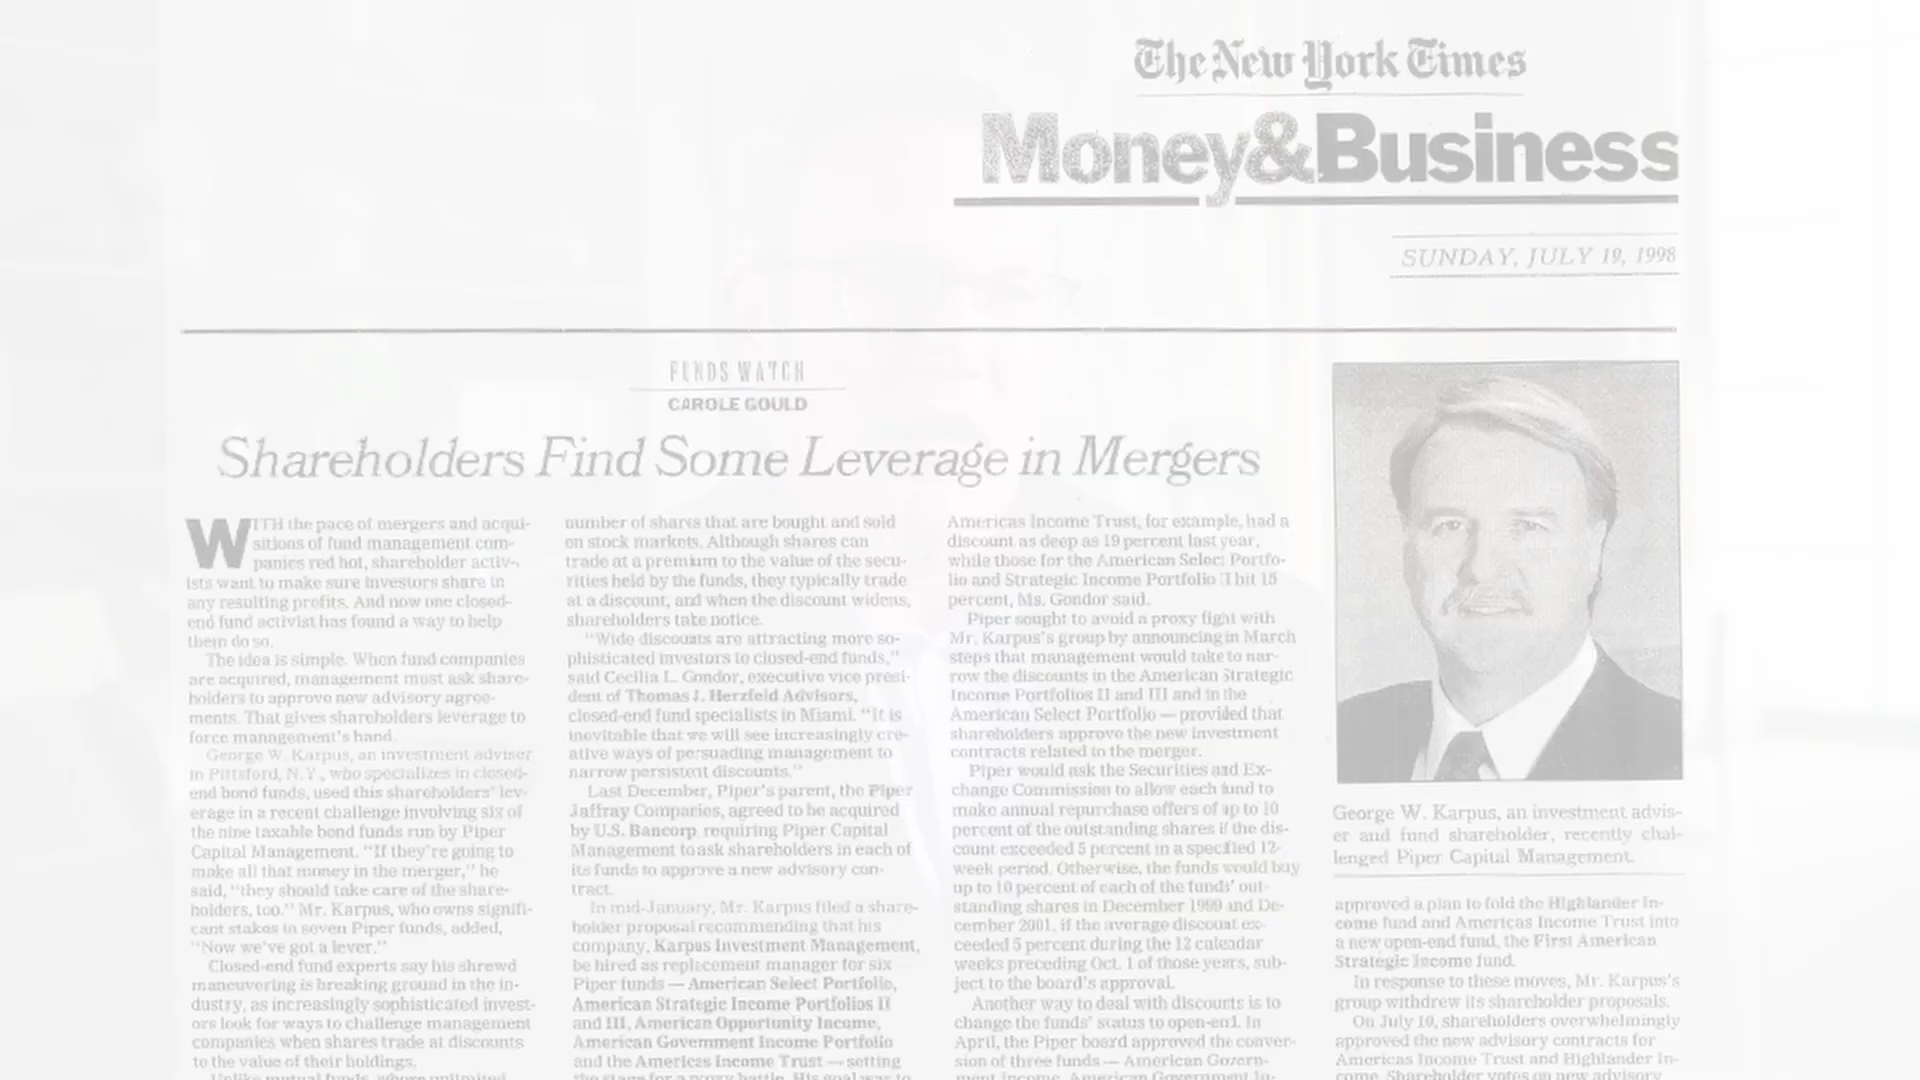 The New York Times
Money&Business
SUNDAY, JULY 19, 1998
FUNDS WATCH
CAROLE GOULD
Shareholders Find Some Leverage in Mergers
WITH the pace of mergers and acqui-
sitions of fund management com-
panies red hot, shareholder activ-
ists want to make sure investors share in
any resulting profits. And now one closed-
end fund activist has found a way to help
them do so.
The idea is simple. When fund companies
are acquired, management must ask share-
holders to approve new advisory agree-
ments. That gives shareholders leverage to
force management's hand.
George W. Karpus, an investment adviser
in Pittsford, N.Y., who specializes in closed-
end bond funds, used this shareholders' lev-
erage in a recent challenge involving six of
the nine taxable bond funds run by Piper
Capital Management. "If they're going to
make all that money in the merger," he
said, "they should take care of the share-
holders, too." Mr. Karpus, who owns signifi-
cant stakes in seven Piper funds, added,
"Now we've got a lever."
Closed-end fund experts say his shrewd
maneuvering is breaking ground in the in-
dustry, as increasingly sophisticated invest-
ors look for ways to challenge management
companies when shares trade at discounts
to the value of their holdings.
Unlike mutual funds, whose unlimited
number of shares that are bought and sold
on stock markets. Although shares can
trade at a premium to the value of the secu-
rities held by the funds, they typically trade
at a discount, and when the discount widens,
shareholders take notice.
"Wide discounts are attracting more so-
phisticated investors to closed-end funds,"
said Cecilia L. Gondor, executive vice presi-
dent of Thomas J. Herzfeld Advisors,
closed-end fund specialists in Miami. "It is
inevitable that we will see increasingly cre-
ative ways of persuading management to
narrow persistent discounts."
Last December, Piper's parent, the Piper
Jaffray Companies, agreed to be acquired
by U.S. Bancorp, requiring Piper Capital
Management to ask shareholders in each of
its funds to approve a new advisory con-
tract.
In mid-January, Mr. Karpus filed a share-
holder proposal recommending that his
company, Karpus Investment Management,
be hired as replacement manager for six
Piper funds — American Select Portfolio,
American Strategic Income Portfolios II
and III, American Opportunity Income,
American Government Income Portfolio
and the Americas Income Trust — setting
the stage for a proxy battle. His goal was to
Americas Income Trust, for example, had a
discount as deep as 19 percent last year,
while those for the American Select Portfo-
lio and Strategic Income Portfolio II hit 15
percent, Ms. Gondor said.
Piper sought to avoid a proxy fight with
Mr. Karpus's group by announcing in March
steps that management would take to nar-
row the discounts in the American Strategic
Income Portfolios II and III and in the
American Select Portfolio — provided that
shareholders approve the new investment
contracts related to the merger.
Piper would ask the Securities and Ex-
change Commission to allow each fund to
make annual repurchase offers of up to 10
percent of the outstanding shares if the dis-
count exceeded 5 percent in a specified 12-
week period. Otherwise, the funds would buy
up to 10 percent of each of the funds' out-
standing shares in December 1999 and De-
cember 2001, if the average discount ex-
ceeded 5 percent during the 12 calendar
weeks preceding Oct. 1 of those years, sub-
ject to the board's approval.
Another way to deal with discounts is to
change the funds' status to open-end. In
April, the Piper board approved the conver-
sion of three funds — American Govern-
ment Income, American Government In-
George W. Karpus, an investment advis-
er and fund shareholder, recently chal-
lenged Piper Capital Management.
approved a plan to fold the Highlander In-
come fund and Americas Income Trust into
a new open-end fund, the First American
Strategic Income fund.
In response to these moves, Mr. Karpus's
group withdrew its shareholder proposals.
On July 10, shareholders overwhelmingly
approved the new advisory contracts for
Americas Income Trust and Highlander In-
come. Shareholder votes on new advisory